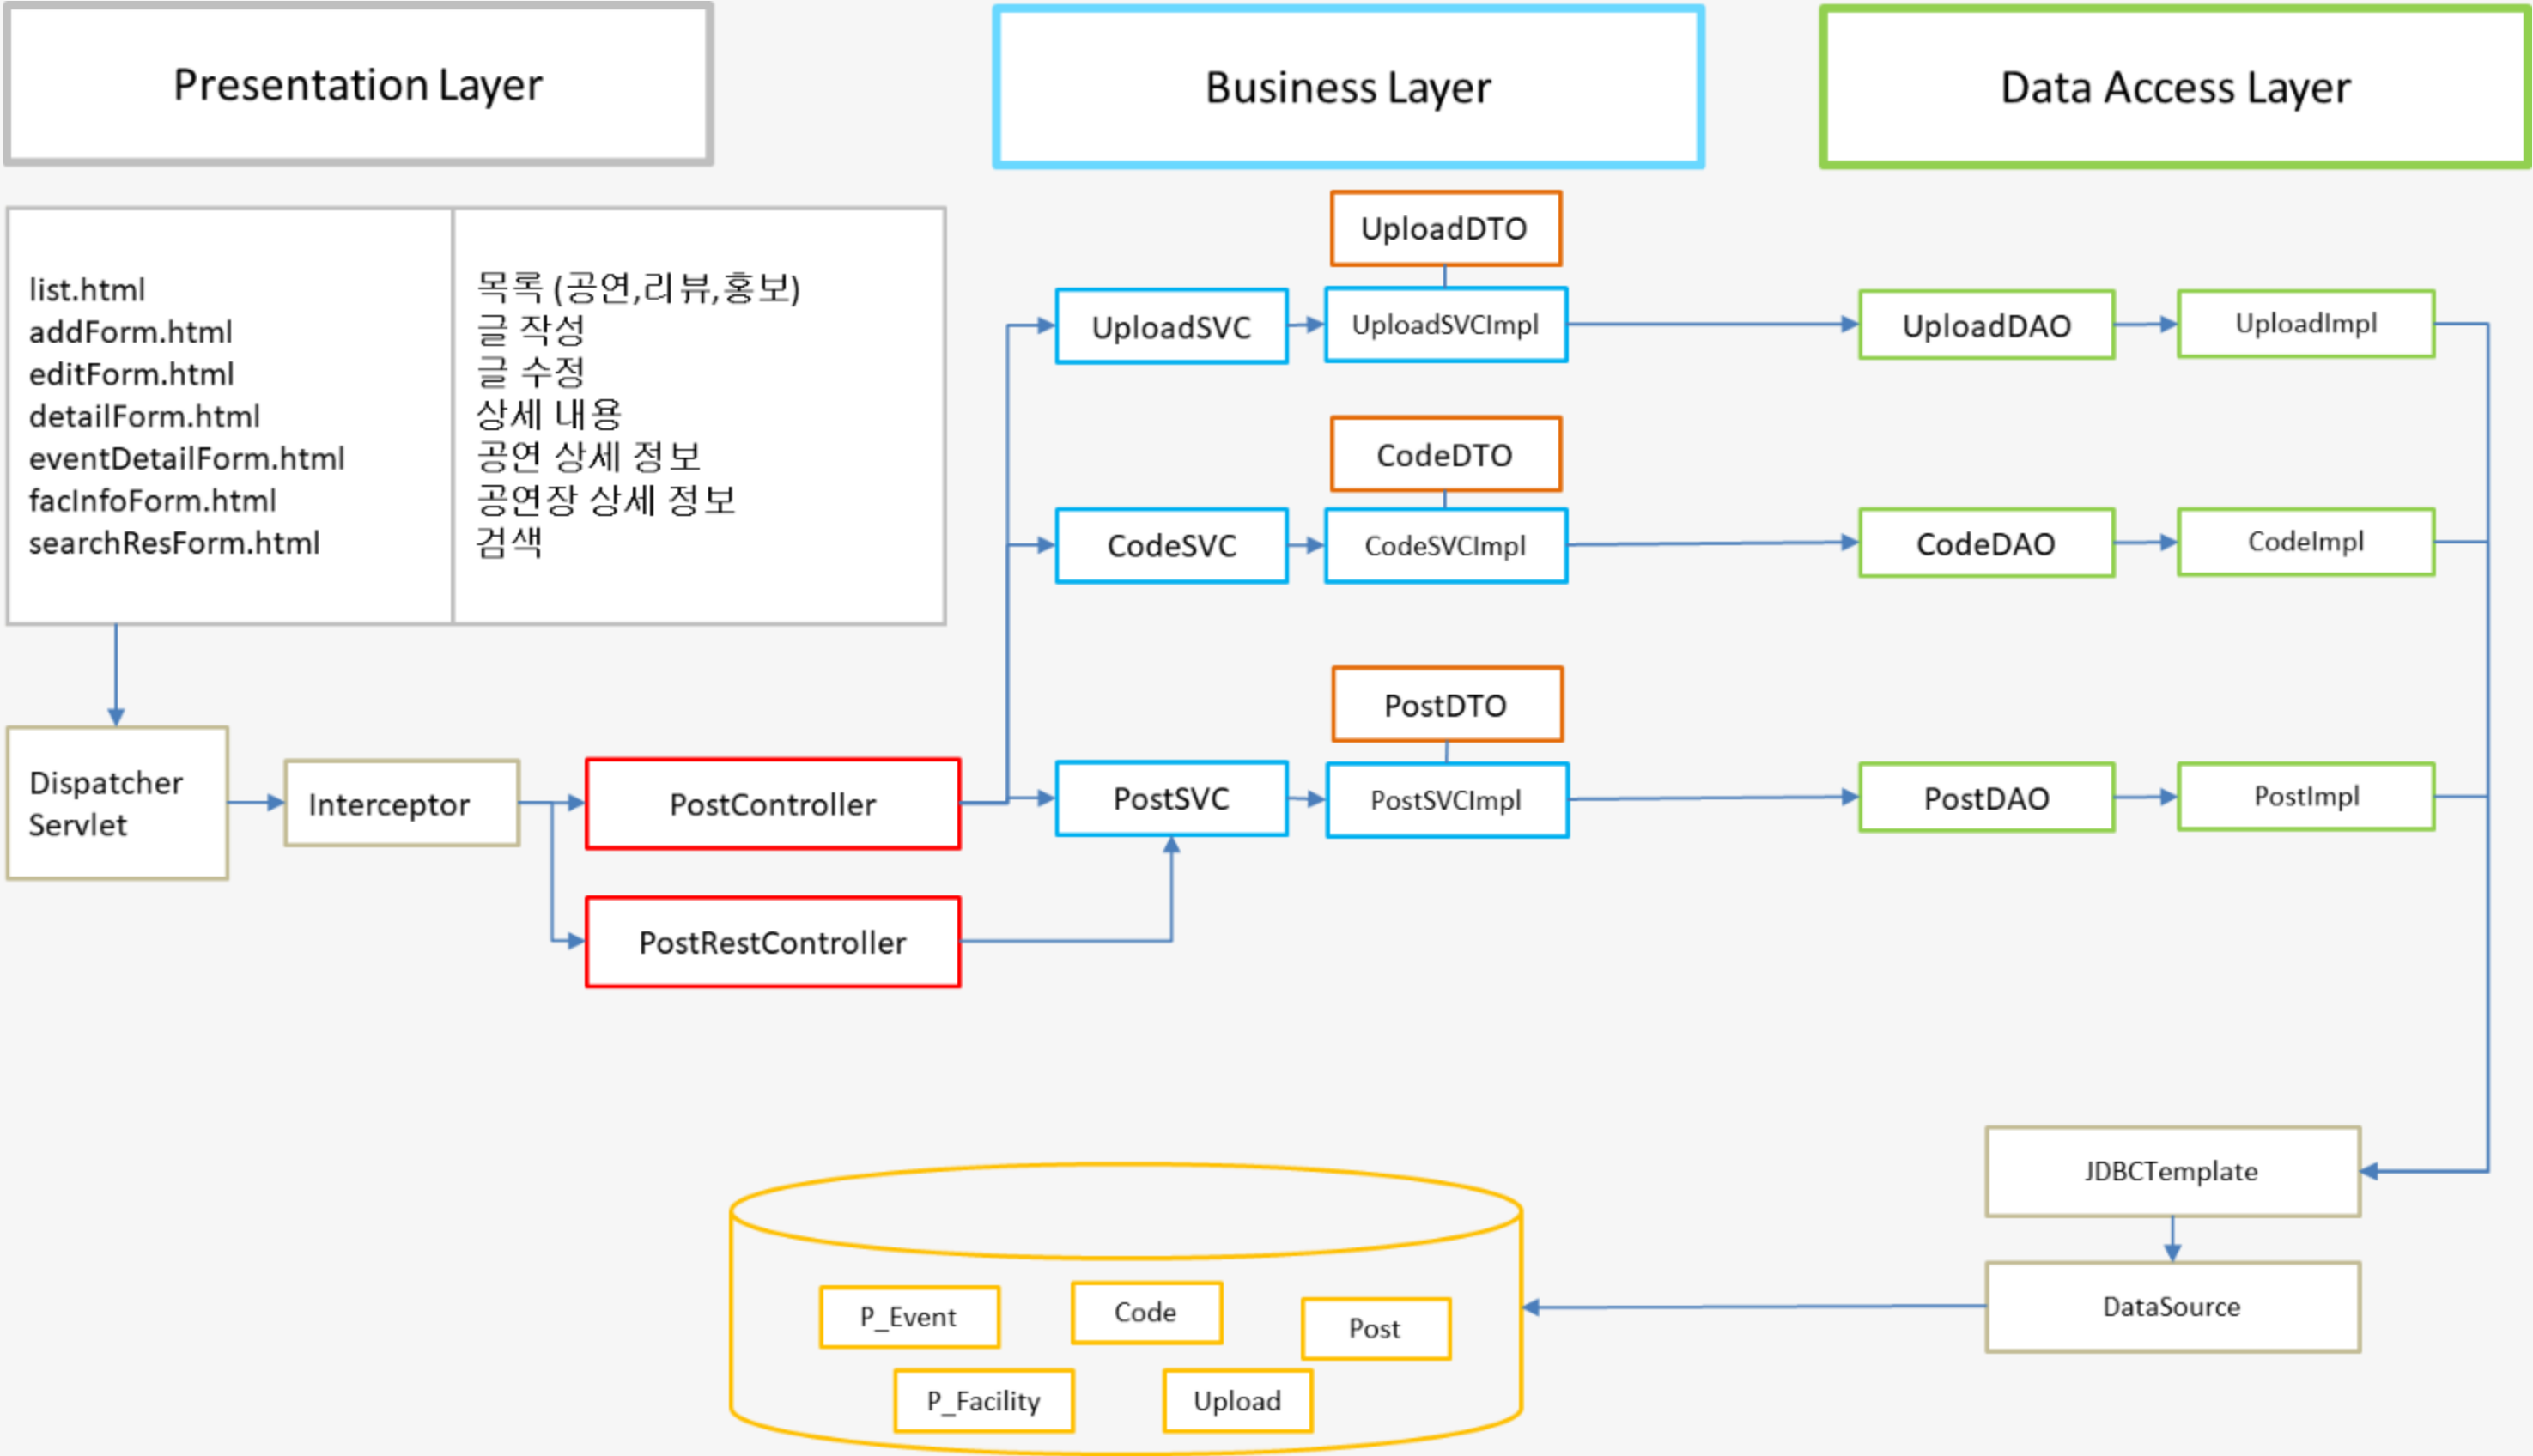 Presentation Layer
Business Layer
Data Access Layer
list.html
addForm.html
editForm.html
detailForm.html
eventDetailForm.html
facInfoForm.html
searchResForm.html
목록 (공연,리뷰,홍보)
글 작성
글 수정
상세 내용
공연 상세 정보
공연장 상세 정보
검색
UploadDTO
UploadSVC
UploadSVCImpl
UploadDAO
UploadImpl
CodeDTO
CodeSVC
CodeSVCImpl
CodeDAO
CodeImpl
PostDTO
Dispatcher
Servlet
Interceptor
PostController
PostSVC
PostSVCImpl
PostDAO
PostImpl
PostRestController
JDBCTemplate
DataSource
P_Event
Code
Post
P_Facility
Upload